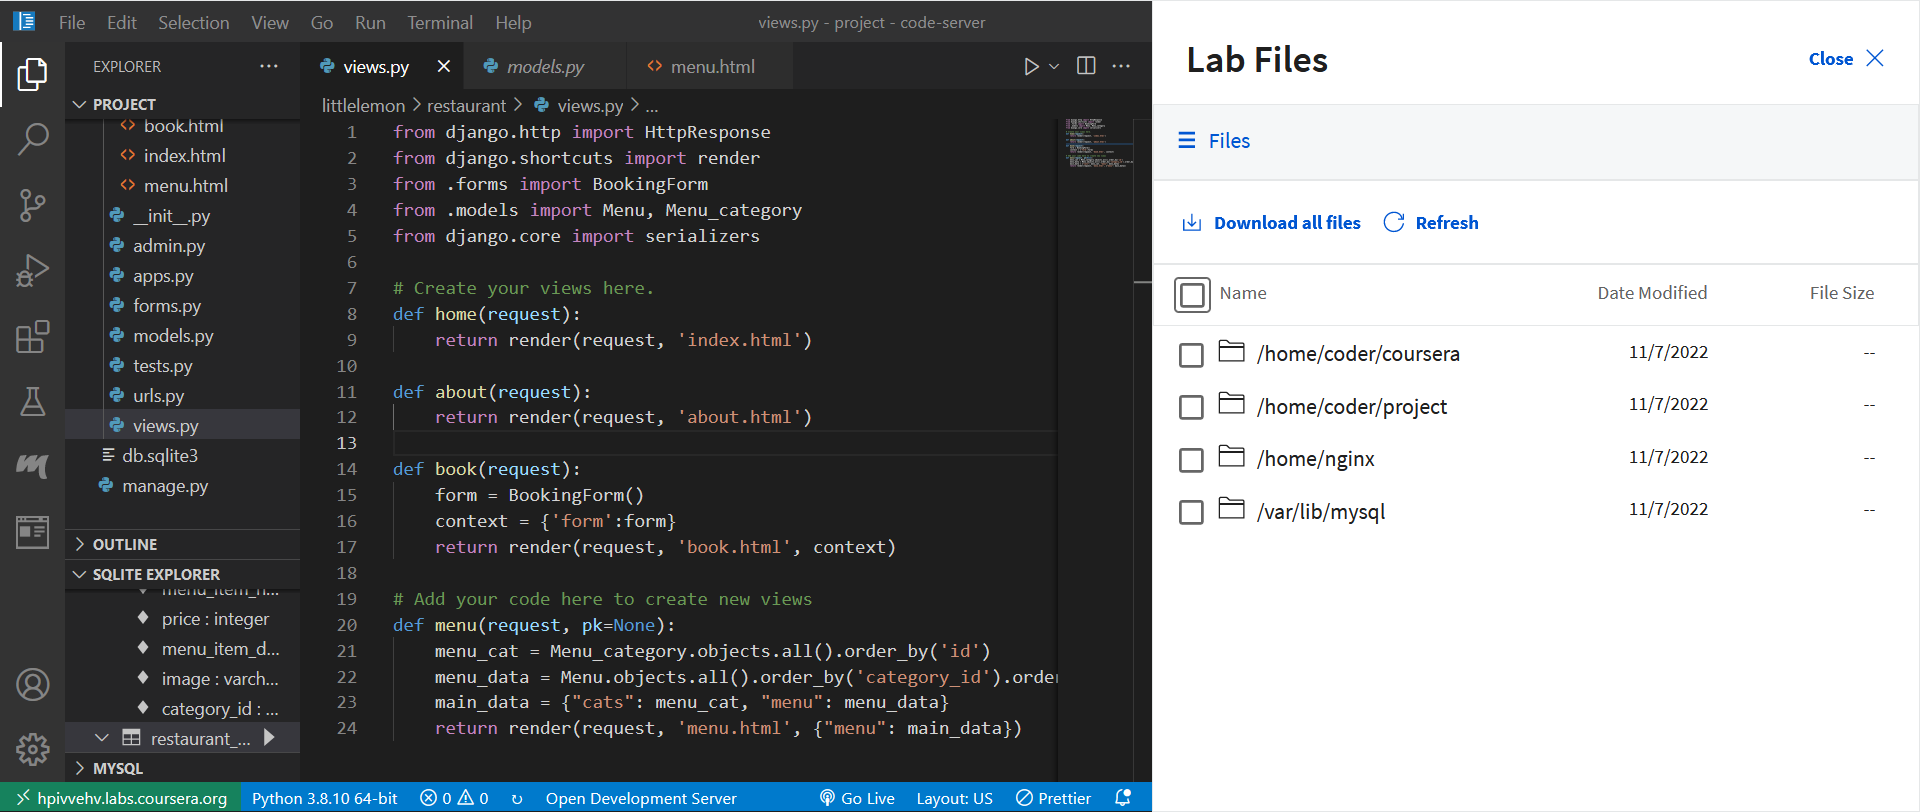 File Edit Selection View Go Run Terminal Help views.py - project - code-server
EXPLORER ...
PROJECT
book.html
index.html
menu.html
__init__.py
admin.py
apps.py
forms.py
models.py
tests.py
urls.py
views.py
db.sqlite3
manage.py
OUTLINE
SQLITE EXPLORER
menu_item_n...
price : integer
menu_item_d...
image : varch...
category_id : ...
restaurant_...
MYSQL
views.py models.py menu.html
littlelemon > restaurant > views.py > ...
1 from django.http import HttpResponse
2 from django.shortcuts import render
3 from .forms import BookingForm
4 from .models import Menu, Menu_category
5 from django.core import serializers
6
7 # Create your views here.
8 def home(request):
9 return render(request, 'index.html')
10
11 def about(request):
12 return render(request, 'about.html')
13
14 def book(request):
15 form = BookingForm()
16 context = {'form':form}
17 return render(request, 'book.html', context)
18
19 # Add your code here to create new views
20 def menu(request, pk=None):
21 menu_cat = Menu_category.objects.all().order_by('id')
22 menu_data = Menu.objects.all().order_by('category_id').order
23 main_data = {"cats": menu_cat, "menu": menu_data}
24 return render(request, 'menu.html', {"menu": main_data})
hpivvehv.labs.coursera.org Python 3.8.10 64-bit 0 0 Open Development Server Go Live Layout: US Prettier
Lab Files Close
Files
Download all files Refresh
Name Date Modified File Size
/home/coder/coursera 11/7/2022 --
/home/coder/project 11/7/2022 --
/home/nginx 11/7/2022 --
/var/lib/mysql 11/7/2022 --